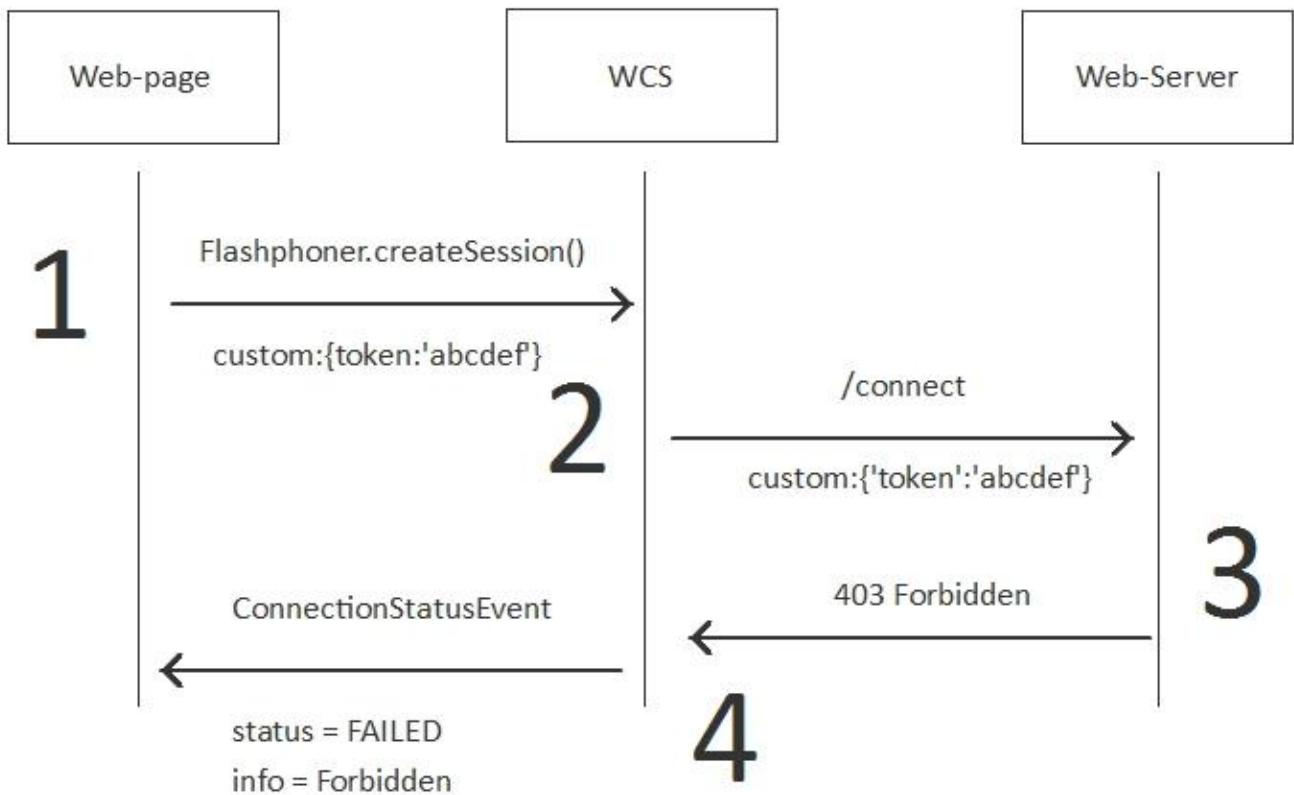 Web-page
WCS
Web-Server
1
Flashphoner.createSession()
custom:{token:'abcdef'}
2
/connect
custom:{'token':'abcdef'}
3
403 Forbidden
ConnectionStatusEvent
4
status = FAILED
info = Forbidden